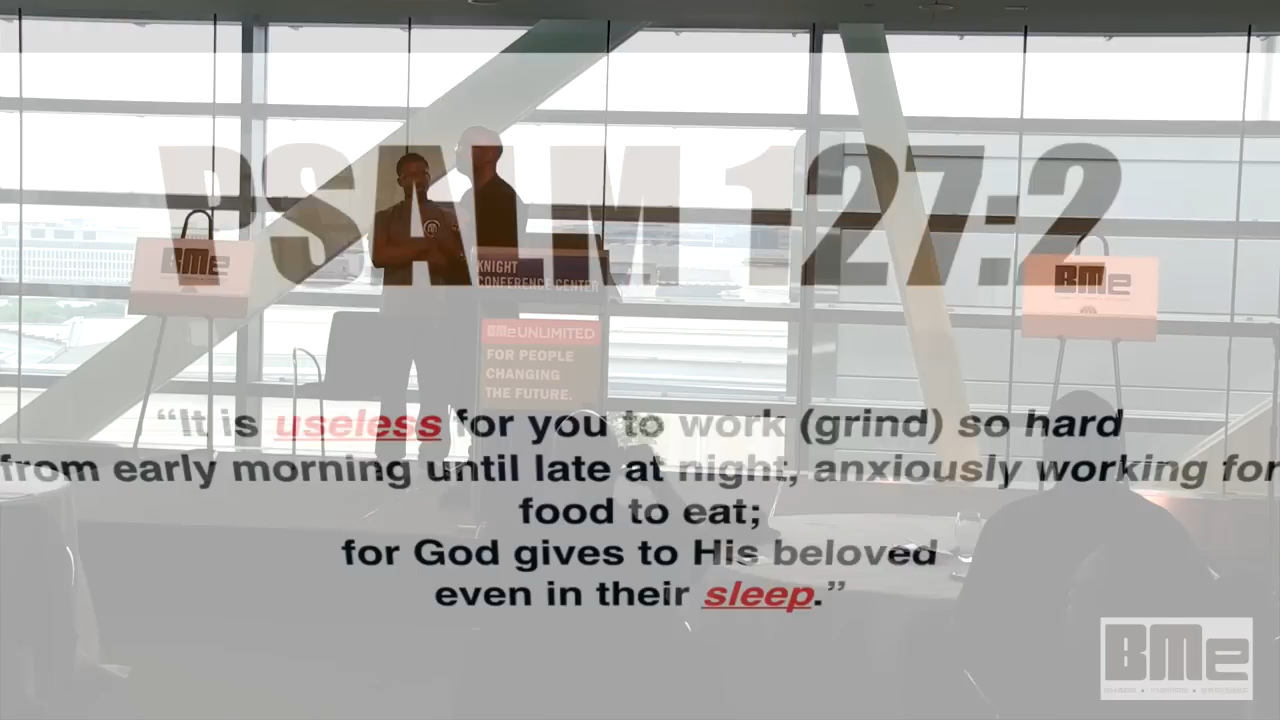 PSALM 127:2
BMe
BMe
KNIGHT
CONFERENCE CENTER
BMe UNLIMITED
FOR PEOPLE
CHANGING
THE FUTURE.
“It is useless for you to work (grind) so hard
from early morning until late at night, anxiously working for
food to eat;
for God gives to His beloved
even in their sleep.”
BMe